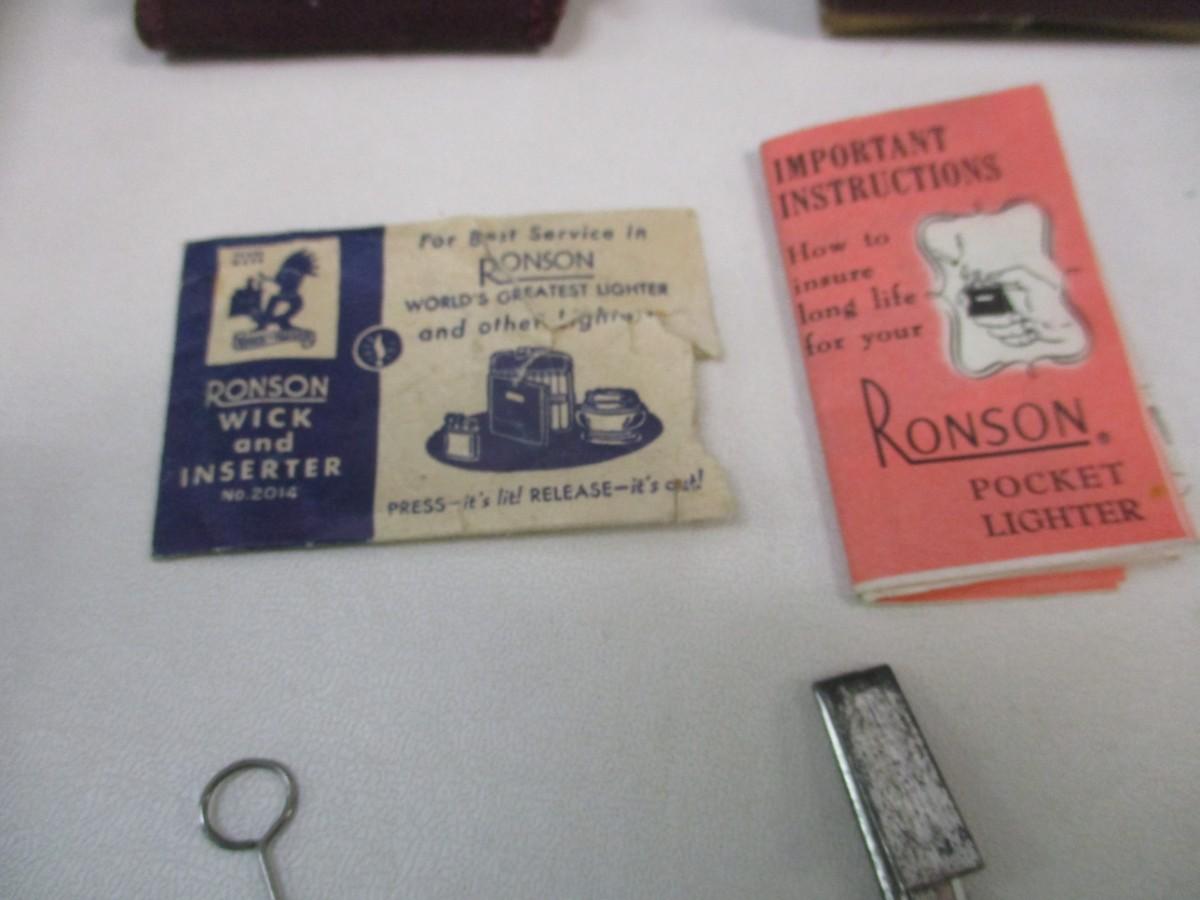 RONSON
WICK
and
INSERTER
No. 2014
For Best Service in
RONSON
WORLD'S GREATEST LIGHTER
and other
PRESS—it's lit! RELEASE—it's out!
IMPORTANT
INSTRUCTIONS
How to
insure
long life
for your
RONSON®
POCKET
LIGHTER